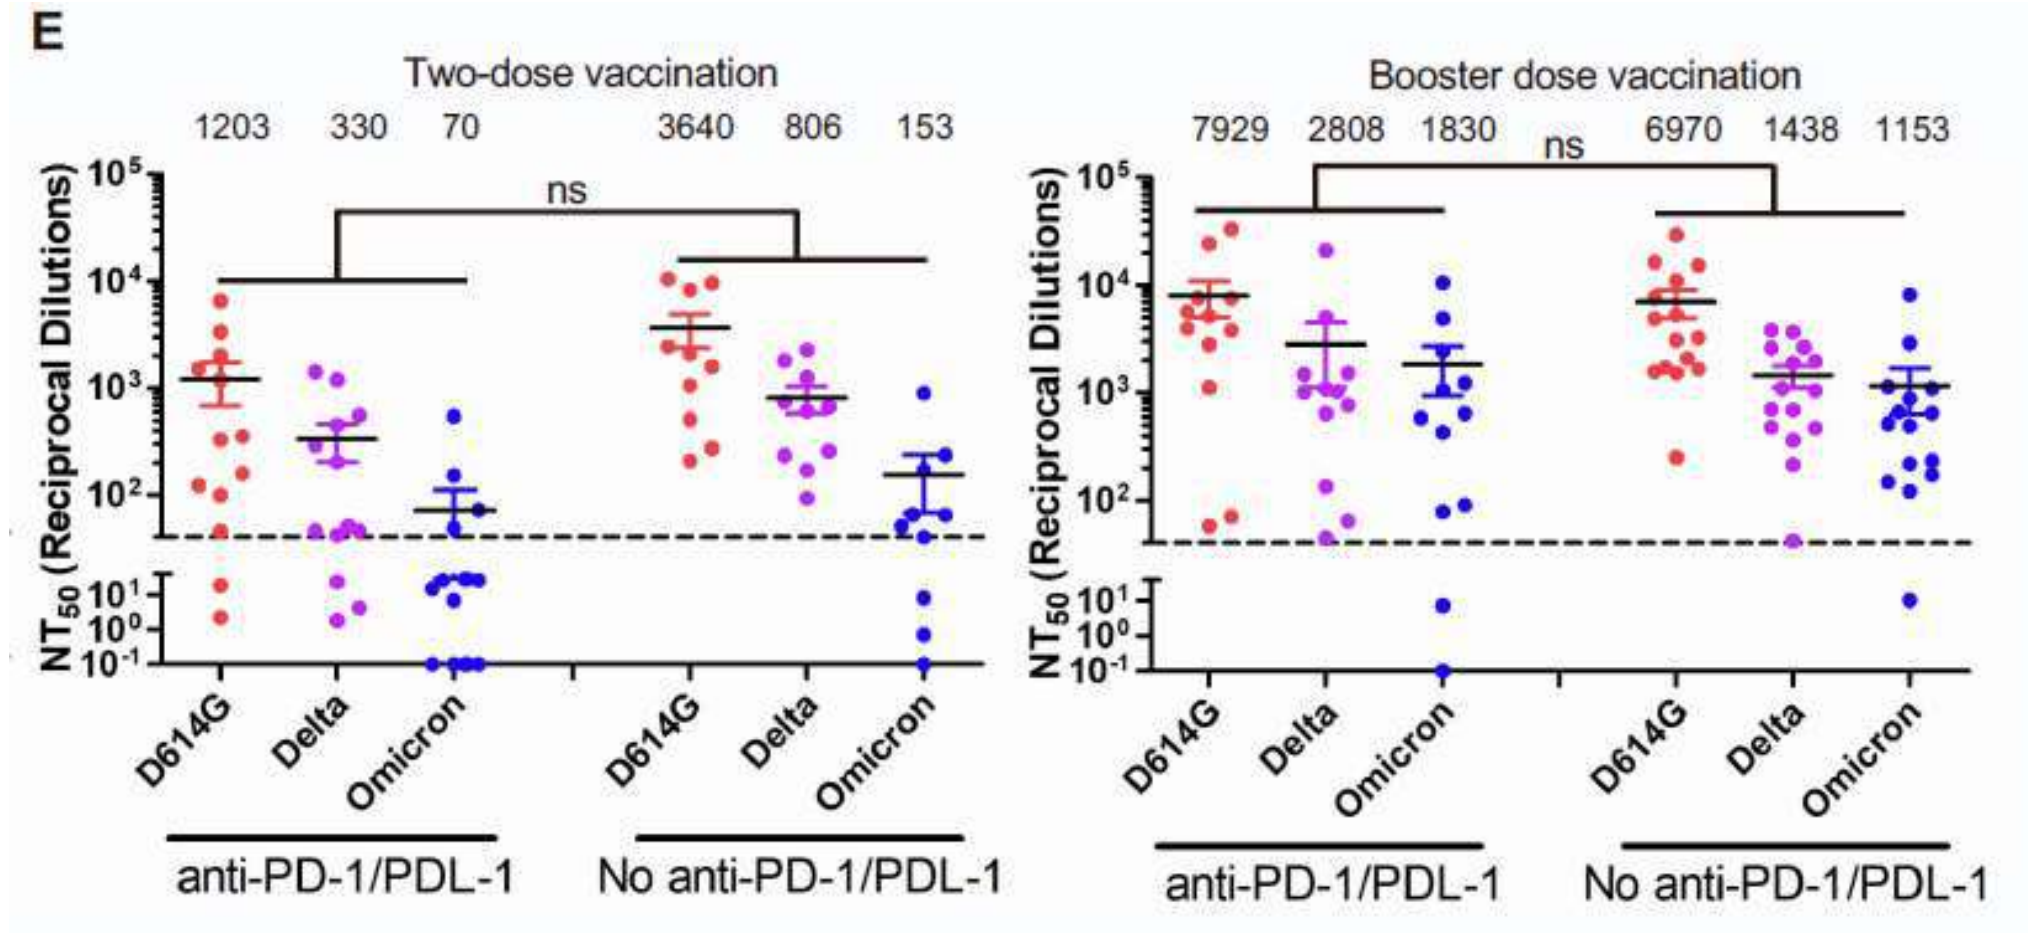 E
Two-dose vaccination
1203 330 70 3640 806 153
ns
NT50 (Reciprocal Dilutions)
10^5
10^4
10^3
10^2
10^1
10^0
10^-1
D614G Delta Omicron D614G Delta Omicron
anti-PD-1/PDL-1 No anti-PD-1/PDL-1
Booster dose vaccination
7929 2808 1830 6970 1438 1153
ns
NT50 (Reciprocal Dilutions)
10^5
10^4
10^3
10^2
10^1
10^0
10^-1
D614G Delta Omicron D614G Delta Omicron
anti-PD-1/PDL-1 No anti-PD-1/PDL-1